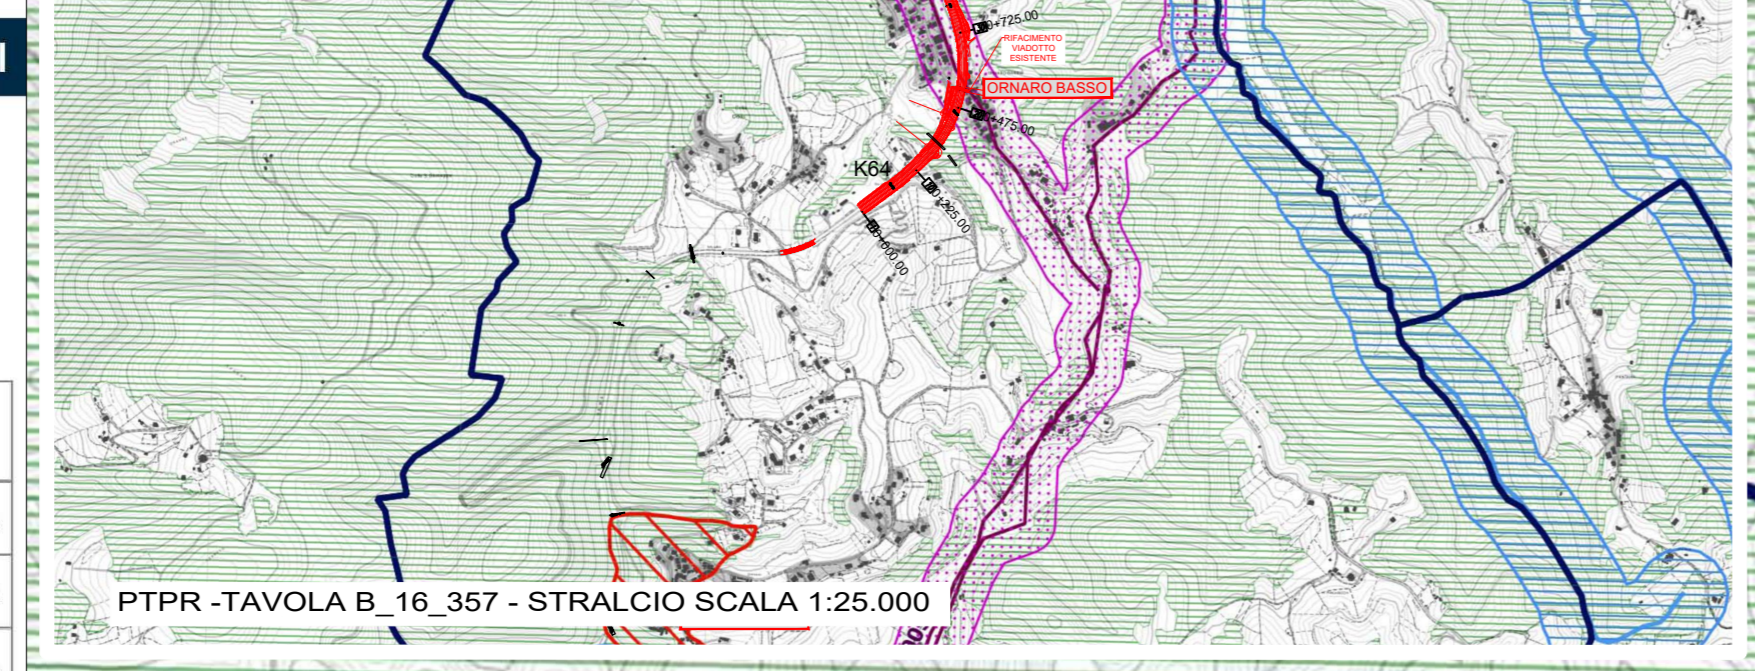 +725.00
RIFACIMENTO
VIADOTTO
ESISTENTE
ORNARO BASSO
+475.00
K64
+225.00
+000.00
PTPR -TAVOLA B_16_357 - STRALCIO SCALA 1:25.000